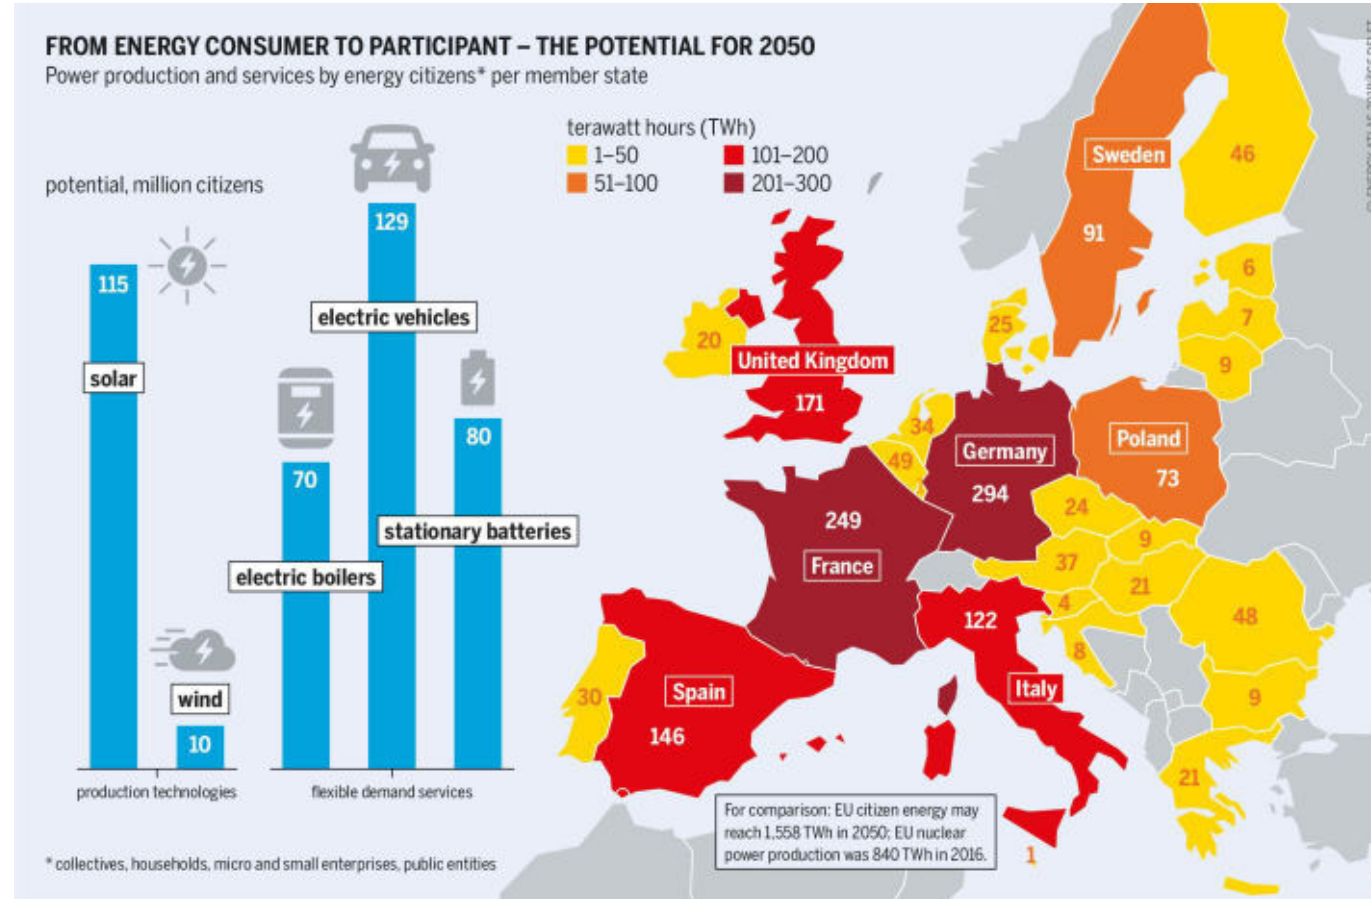 FROM ENERGY CONSUMER TO PARTICIPANT – THE POTENTIAL FOR 2050
Power production and services by energy citizens* per member state
terawatt hours (TWh)
1–50
101–200
51–100
201–300
potential, million citizens
115
solar
10
wind
production technologies
70
electric boilers
129
electric vehicles
80
stationary batteries
flexible demand services
Sweden
91
46
6
7
9
25
20
United Kingdom
171
34
49
Germany
294
Poland
73
249
France
24
9
37
21
4
8
48
9
21
122
Italy
30
Spain
146
1
For comparison: EU citizen energy may
reach 1,558 TWh in 2050; EU nuclear
power production was 840 TWh in 2016.
* collectives, households, micro and small enterprises, public entities